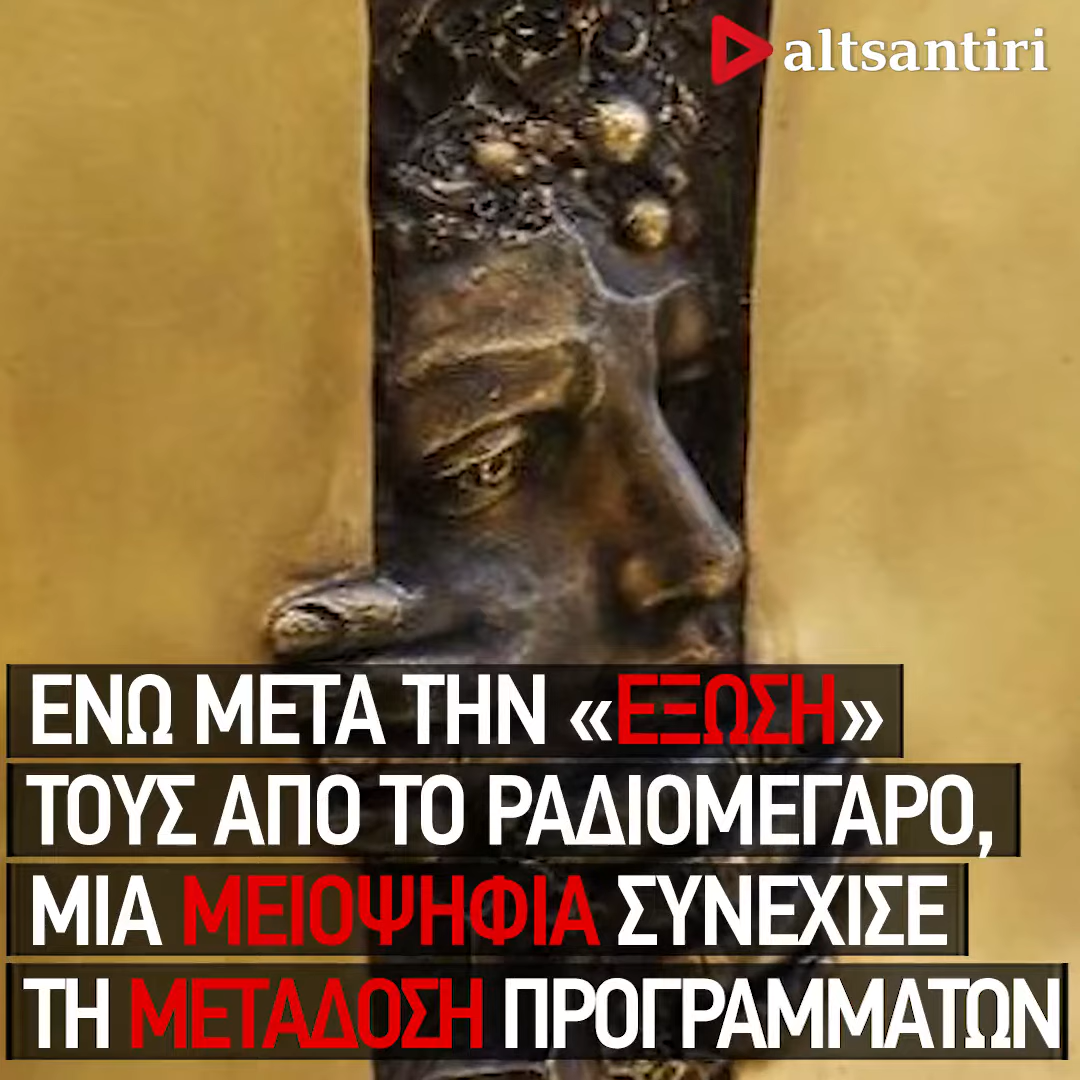 altsantiri
ΕΝΩ ΜΕΤΑ ΤΗΝ «ΕΞΩΣΗ»
ΤΟΥΣ ΑΠΟ ΤΟ ΡΑΔΙΟΜΕΓΑΡΟ,
ΜΙΑ ΜΕΙΟΨΗΦΙΑ ΣΥΝΕΧΙΣΕ
ΤΗ ΜΕΤΑΔΟΣΗ ΠΡΟΓΡΑΜΜΑΤΩΝ